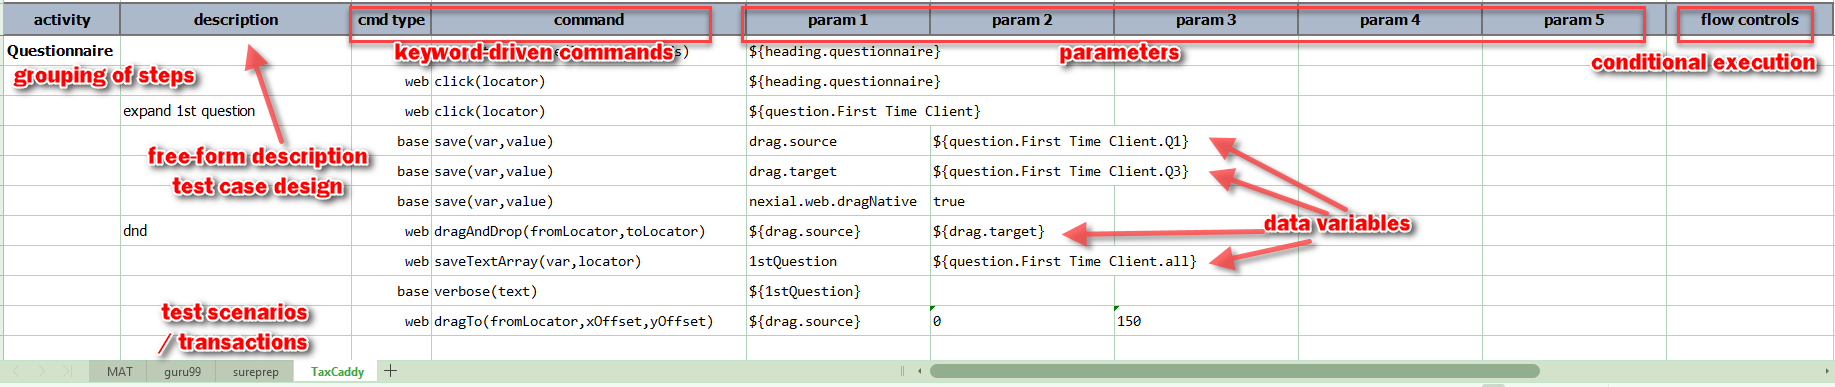 activity description cmd type command param 1 param 2 param 3 param 4 param 5 flow controls
Questionnaire keyword-driven commands s) ${heading.questionnaire} parameters
grouping of steps web click(locator) ${heading.questionnaire} conditional execution
expand 1st question web click(locator) ${question.First Time Client}
base save(var,value) drag.source ${question.First Time Client.Q1}
free-form description
test case design
base save(var,value) drag.target ${question.First Time Client.Q3}
base save(var,value) nexial.web.dragNative true
data variables
dnd web dragAndDrop(fromLocator,toLocator) ${drag.source} ${drag.target}
web saveTextArray(var,locator) 1stQuestion ${question.First Time Client.all}
base verbose(text) ${1stQuestion}
test scenarios
/ transactions
web dragTo(fromLocator,xOffset,yOffset) ${drag.source} 0 150
MAT guru99 sureprep TaxCaddy